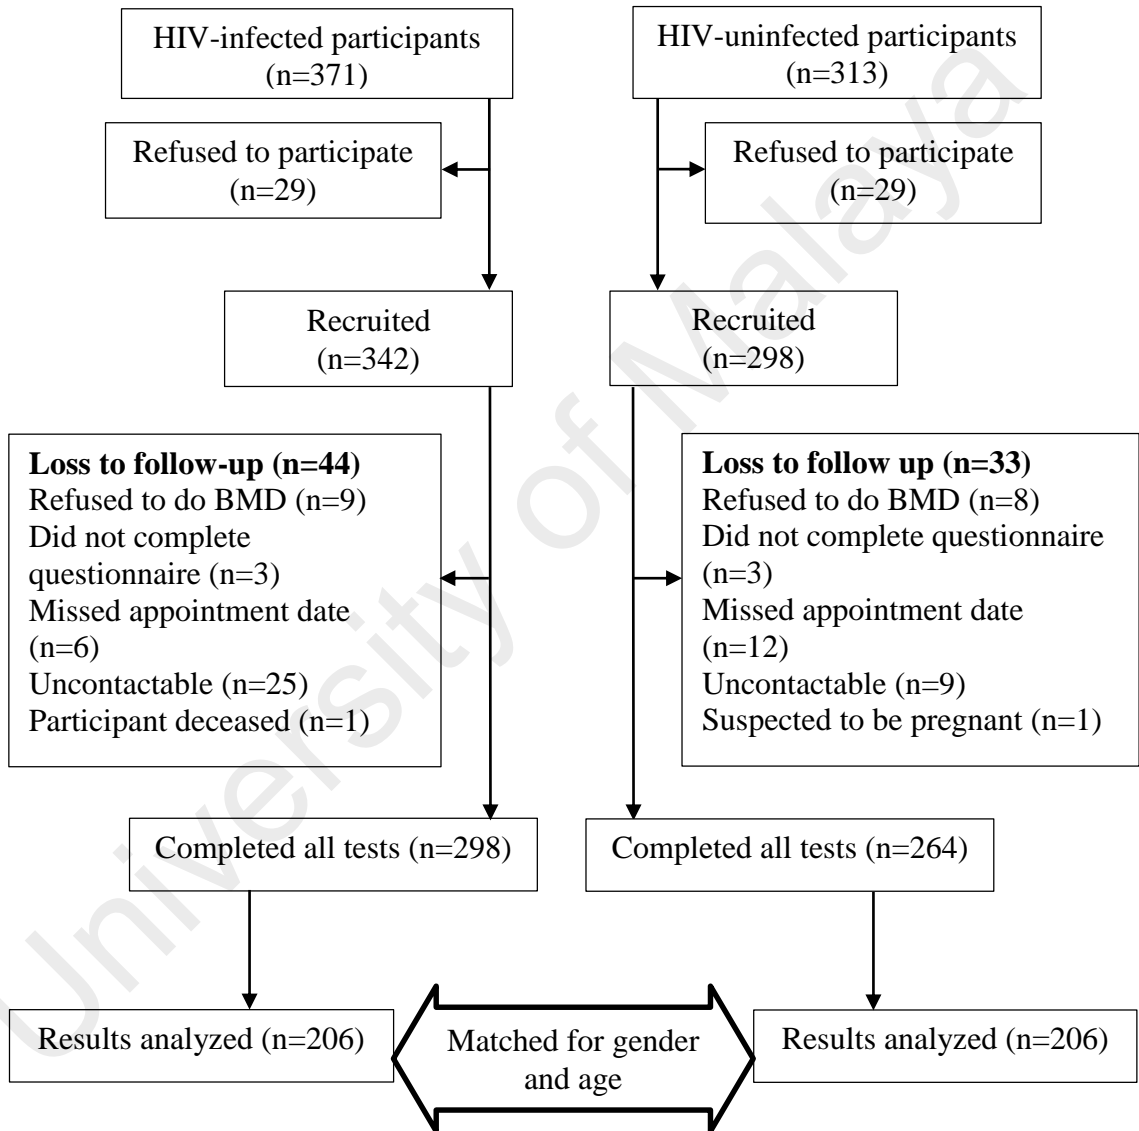 HIV-infected participants
(n=371)
HIV-uninfected participants
(n=313)
Refused to participate
(n=29)
Refused to participate
(n=29)
Recruited
(n=342)
Recruited
(n=298)
Loss to follow-up (n=44)
Refused to do BMD (n=9)
Did not complete
questionnaire (n=3)
Missed appointment date
(n=6)
Uncontactable (n=25)
Participant deceased (n=1)
Loss to follow up (n=33)
Refused to do BMD (n=8)
Did not complete questionnaire
(n=3)
Missed appointment date
(n=12)
Uncontactable (n=9)
Suspected to be pregnant (n=1)
Completed all tests (n=298)
Completed all tests (n=264)
Results analyzed (n=206)
Matched for gender
and age
Results analyzed (n=206)
University of Malaya